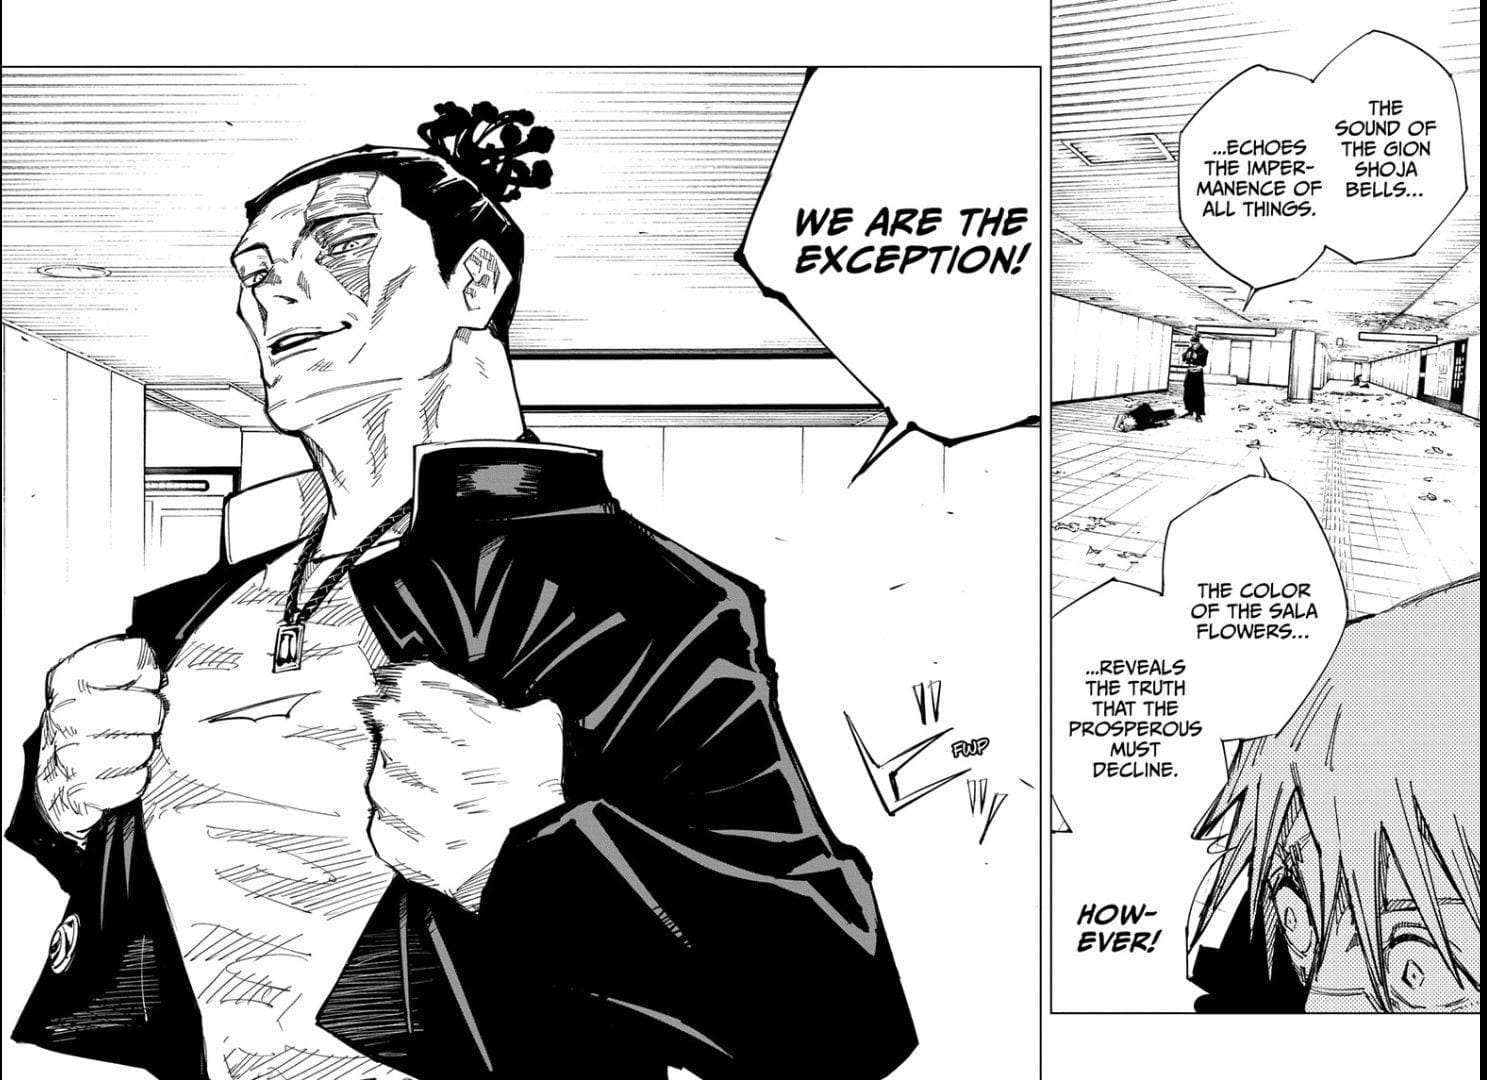 THE
SOUND OF
THE GION
SHOJA
BELLS...
...ECHOES
THE IMPER-
MANENCE OF
ALL THINGS.
THE COLOR
OF THE SALA
FLOWERS...
...REVEALS
THE TRUTH
THAT THE
PROSPEROUS
MUST
DECLINE.
HOW-
EVER!
WE ARE THE
EXCEPTION!
FWP